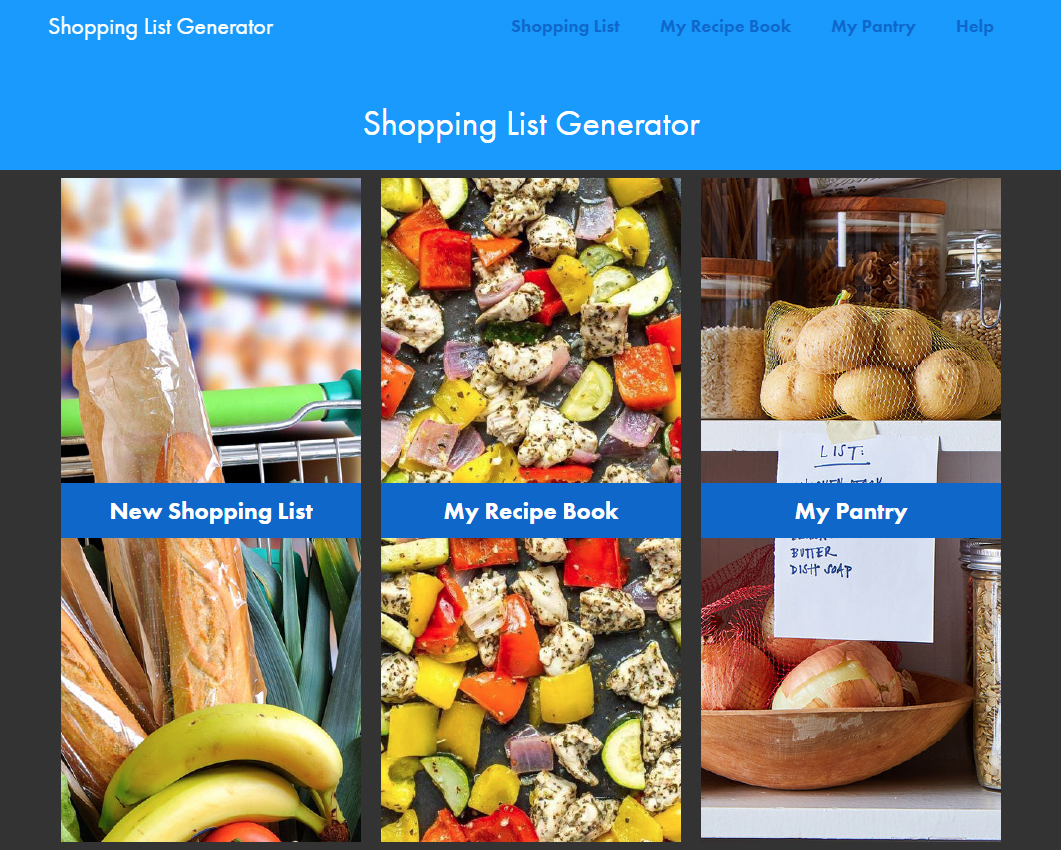 Shopping List Generator
Shopping List
My Recipe Book
My Pantry
Help
Shopping List Generator
New Shopping List
My Recipe Book
My Pantry
LIST:
BUTTER
DISH SOAP